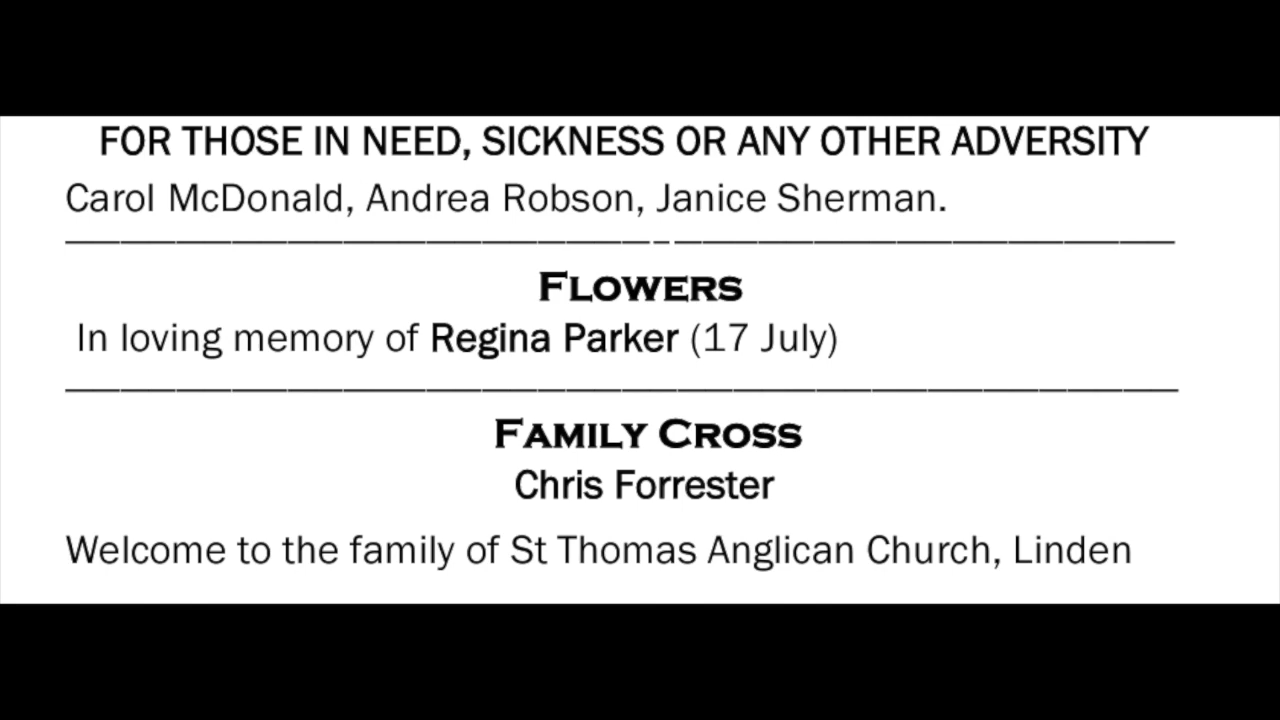 FOR THOSE IN NEED, SICKNESS OR ANY OTHER ADVERSITY
Carol McDonald, Andrea Robson, Janice Sherman.
Flowers
In loving memory of Regina Parker (17 July)
Family Cross
Chris Forrester
Welcome to the family of St Thomas Anglican Church, Linden